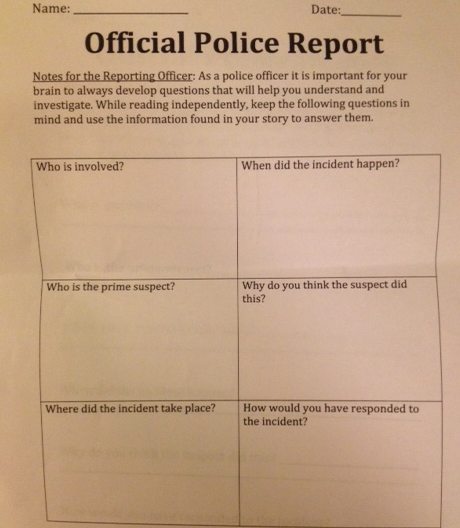 Name: ______________ Date:________
Official Police Report
Notes for the Reporting Officer: As a police officer it is important for your
brain to always develop questions that will help you understand and
investigate. While reading independently, keep the following questions in
mind and use the information found in your story to answer them.
Who is involved?
When did the incident happen?
Who is the prime suspect?
Why do you think the suspect did
this?
Where did the incident take place?
How would you have responded to
the incident?